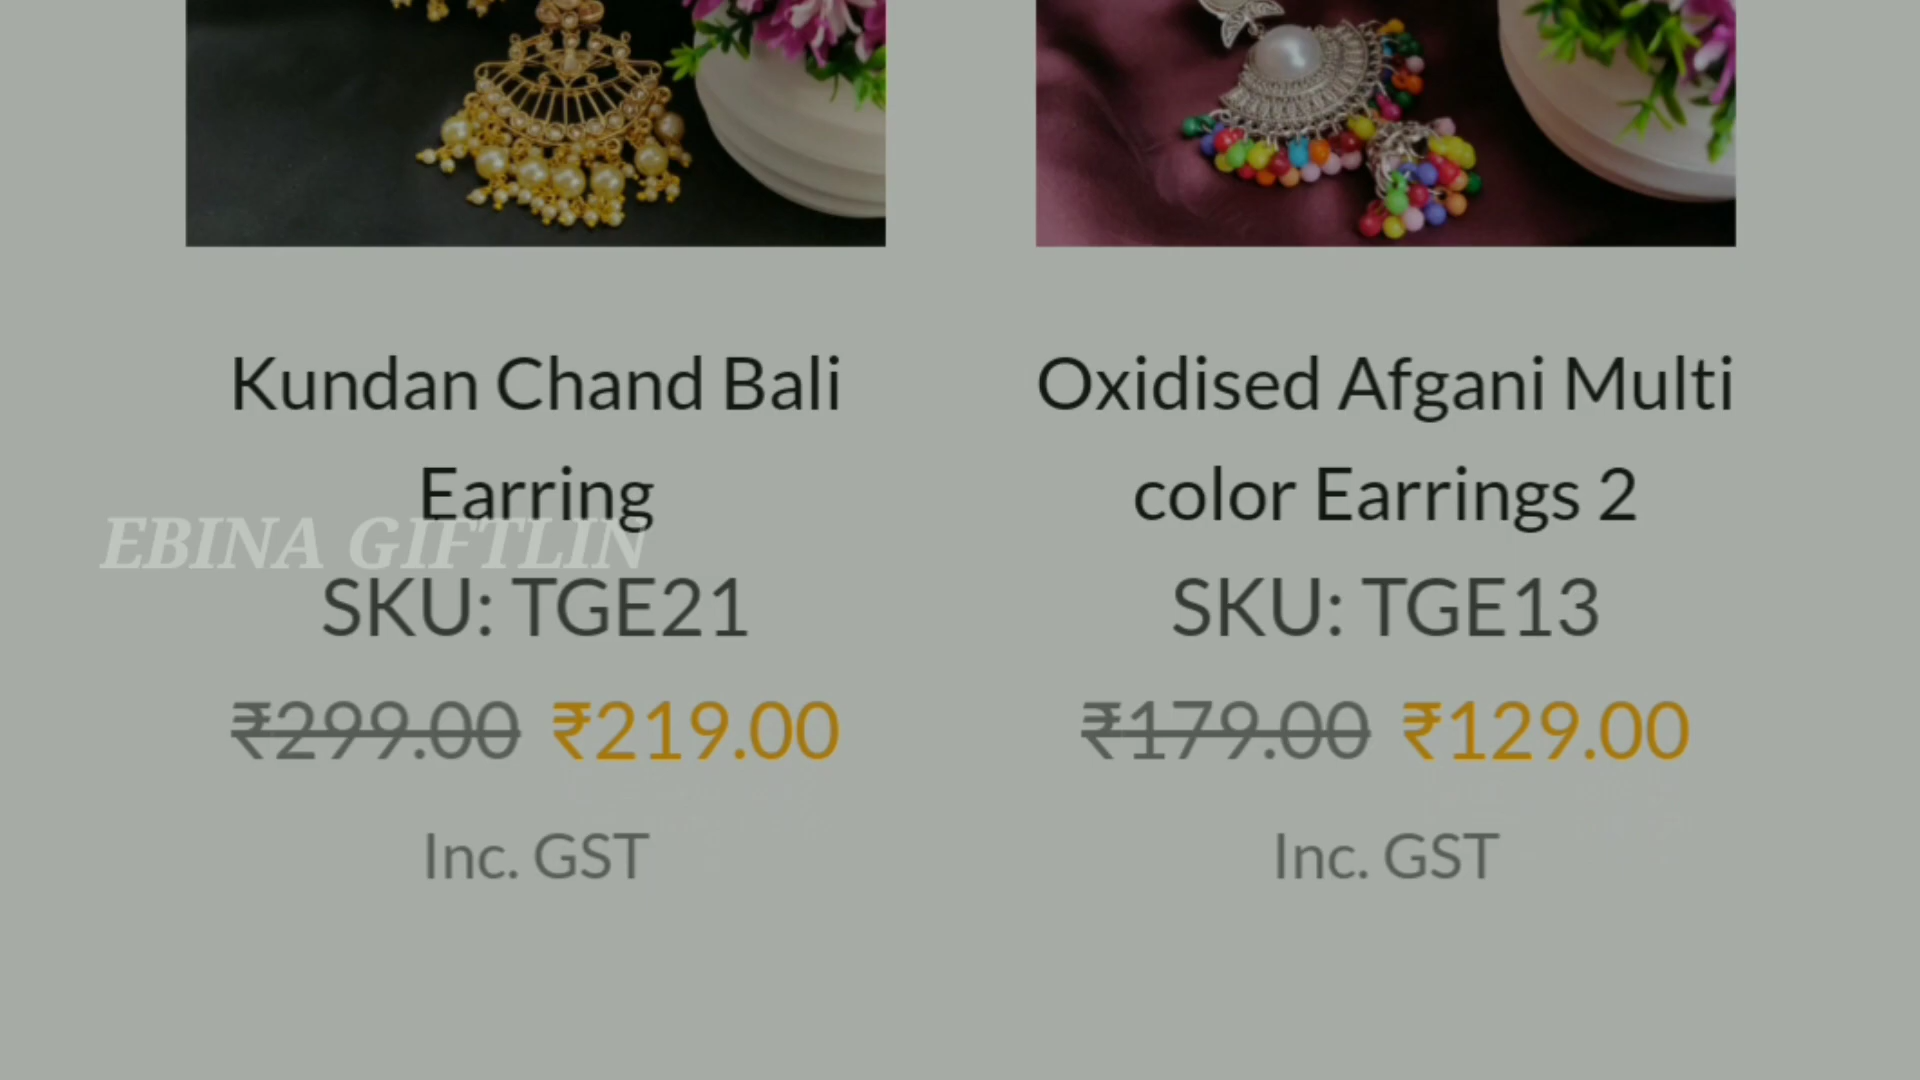 Kundan Chand Bali
Earring
EBINA GIFTLIN
SKU: TGE21
₹299.00 ₹219.00
Inc. GST
Oxidised Afgani Multi
color Earrings 2
SKU: TGE13
₹179.00 ₹129.00
Inc. GST